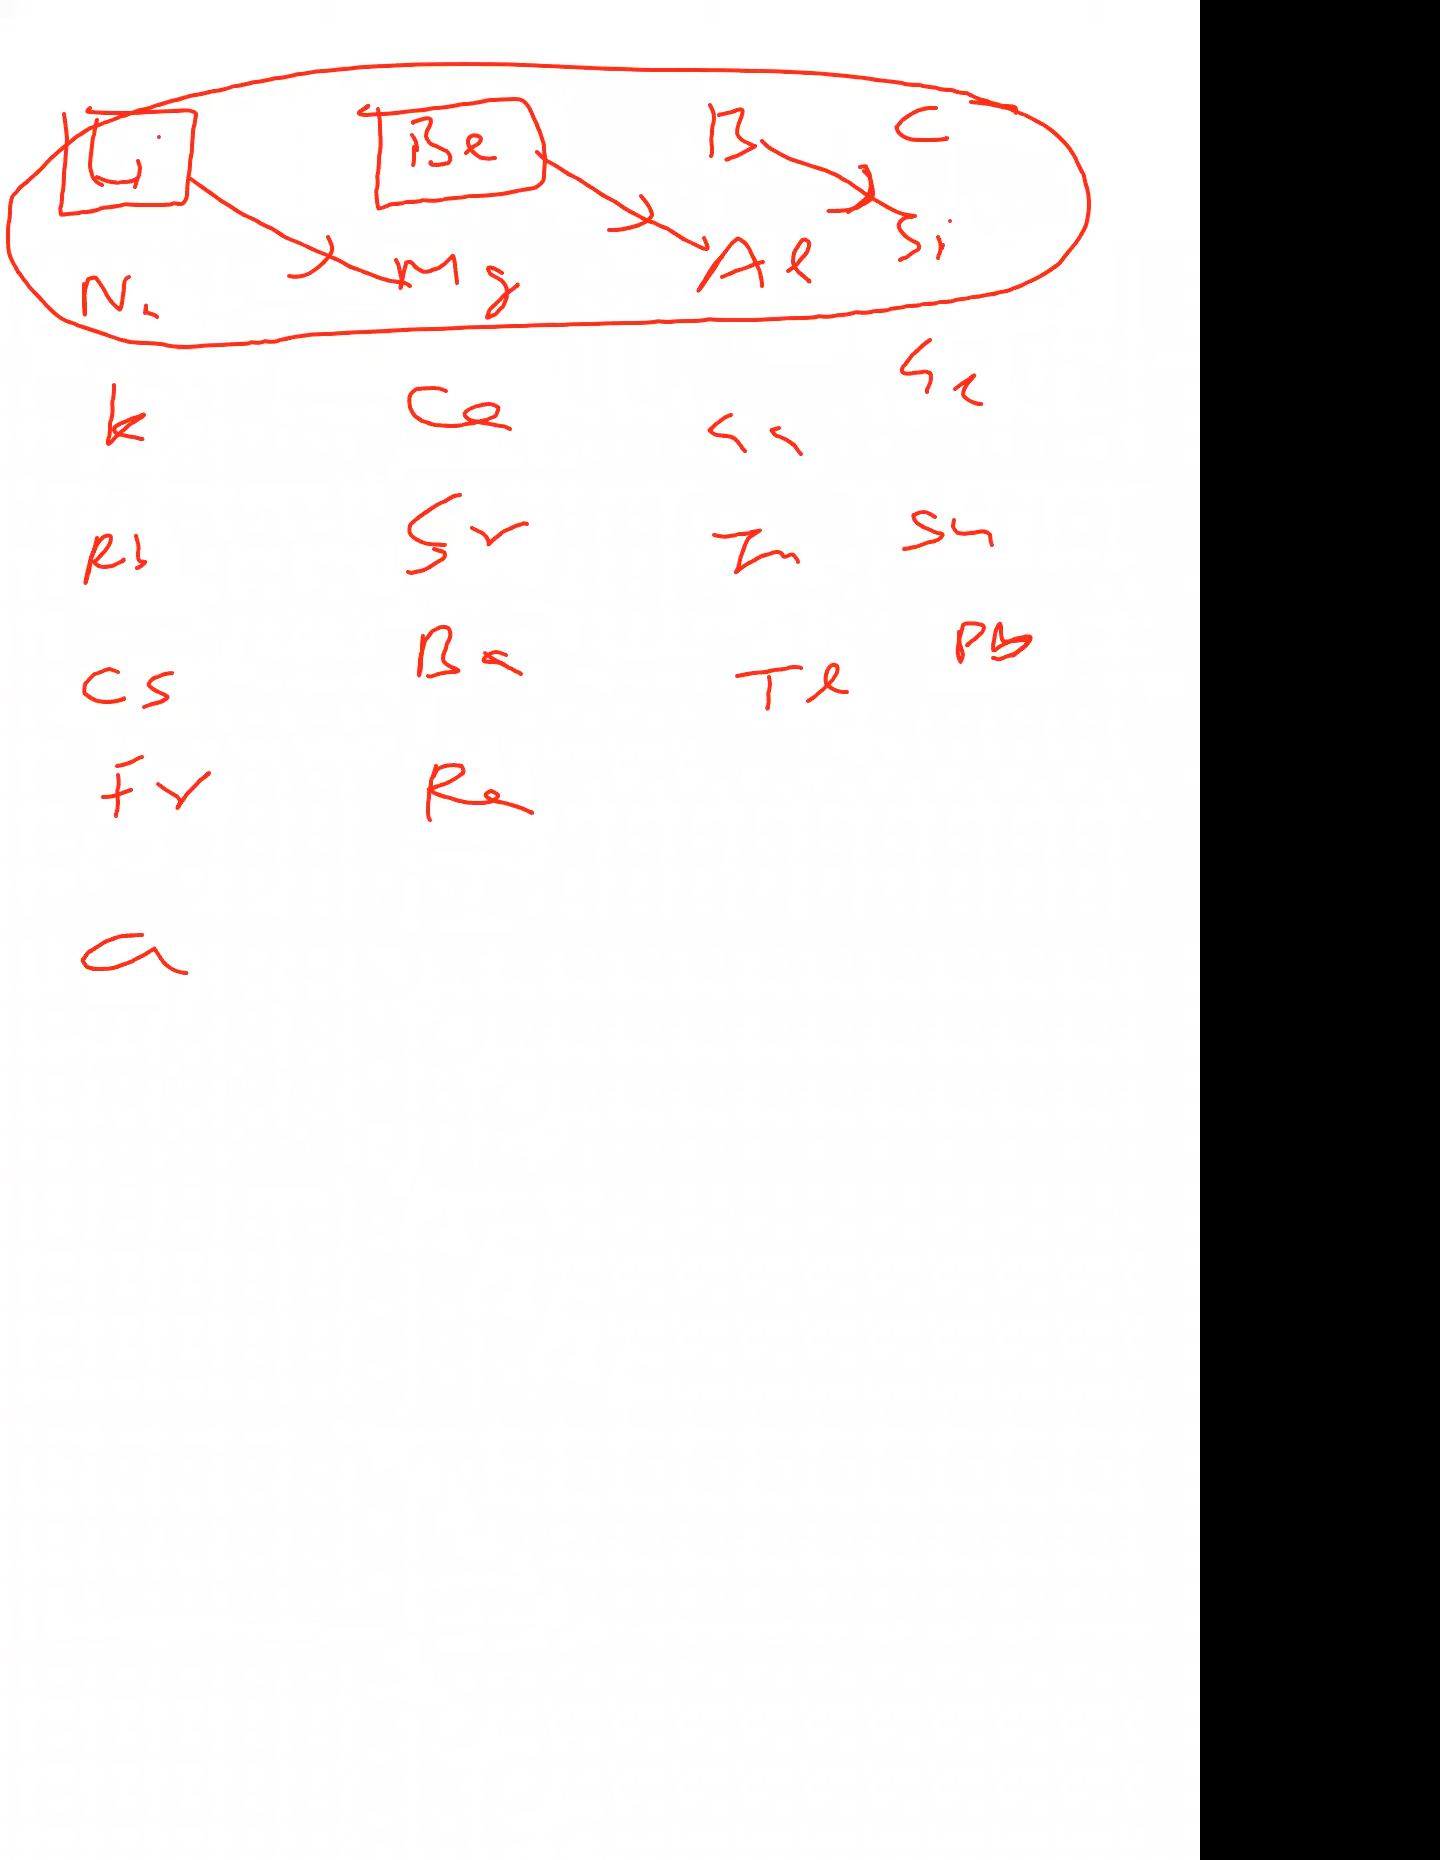 Li Be B C
Na Mg Al Si
K Ca Ga Ge
Rb Sr In Sn
Cs Ba Tl Pb
Fr Ra